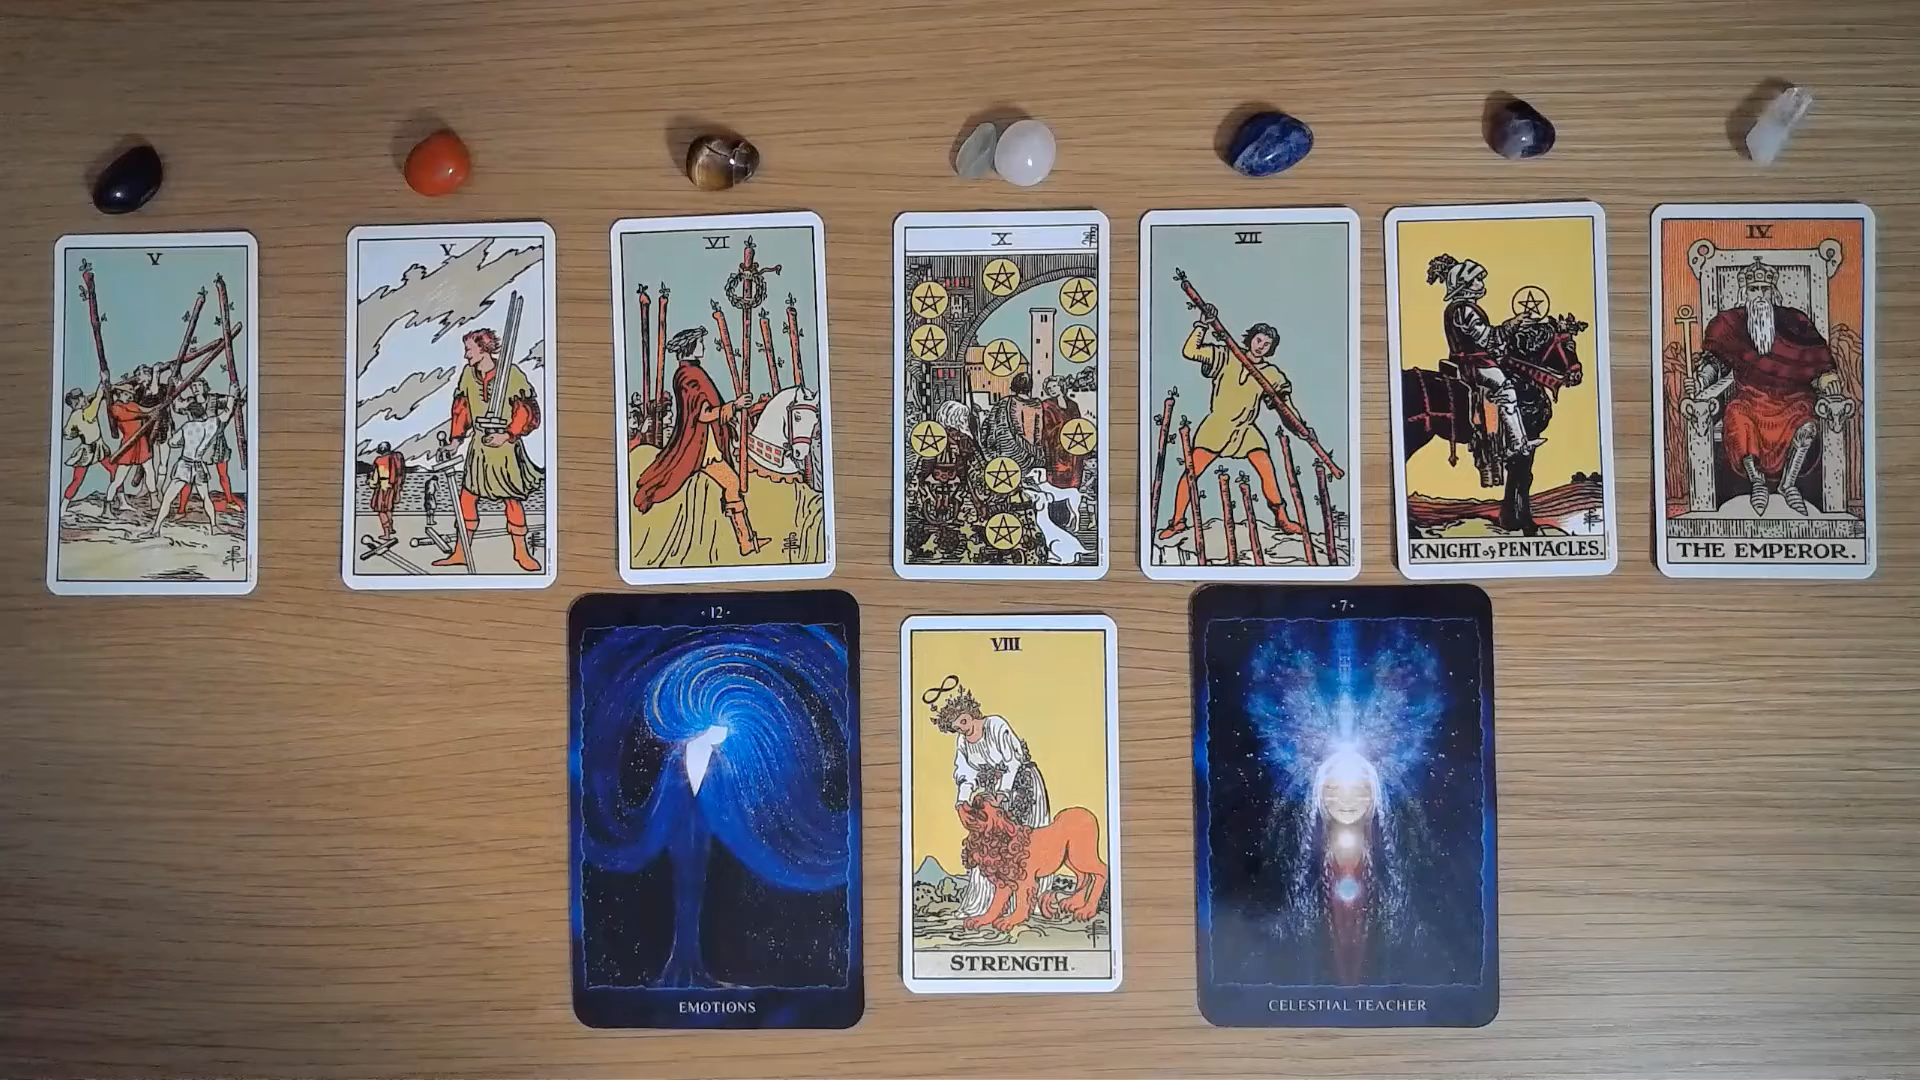 V
V
VI
X
VII
KNIGHT of PENTACLES.
IV
THE EMPEROR.
·12·
EMOTIONS
VIII
STRENGTH.
·7·
CELESTIAL TEACHER